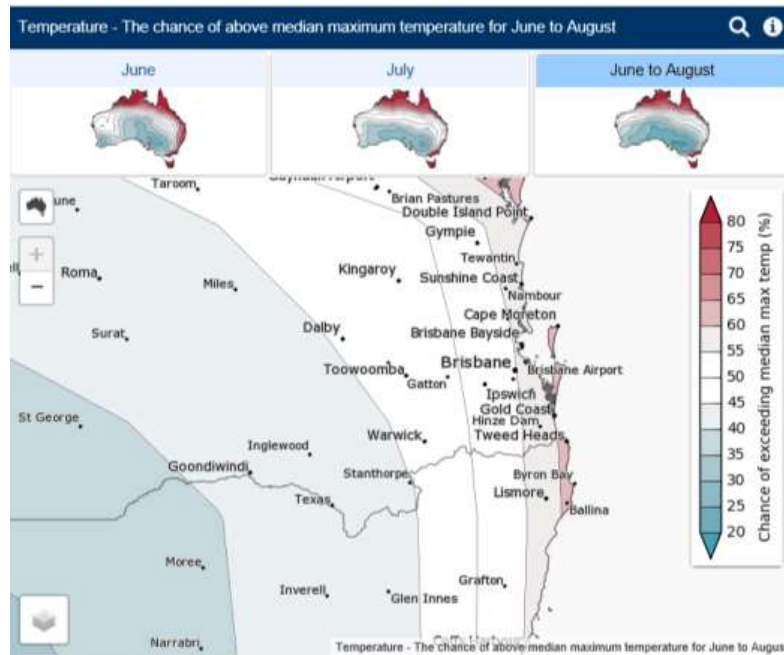 Temperature - The chance of above median maximum temperature for June to August
June
July
June to August
Taroom
Brian Pastures
Double Island Point
Gympie
Tewantin
Kingaroy
Sunshine Coast
Roma
Miles
Nambour
Cape Moreton
Dalby
Brisbane Bayside
Surat
Brisbane
Toowoomba
Brisbane Airport
Gatton
Ipswich
St George
Gold Coast
Hinze Dam
Warwick
Tweed Heads
Inglewood
Goondiwindi
Stanthorpe
Byron Bay
Texas
Lismore
Ballina
Moree
Grafton
Inverell
Glen Innes
Narrabri
80
75
70
65
60
55
50
45
40
35
30
25
20
Chance of exceeding median max temp (%)
Temperature - The chance of above median maximum temperature for June to Augus